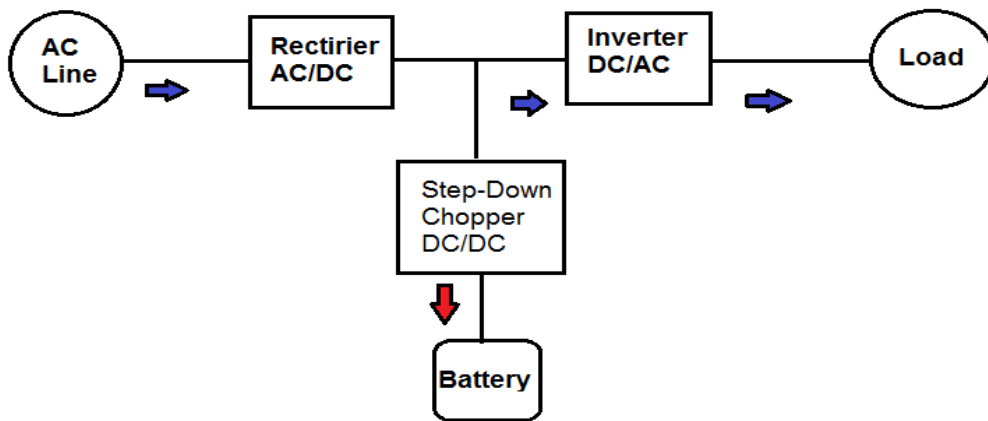 AC
Line
Rectirier
AC/DC
Inverter
DC/AC
Load
Step-Down
Chopper
DC/DC
Battery